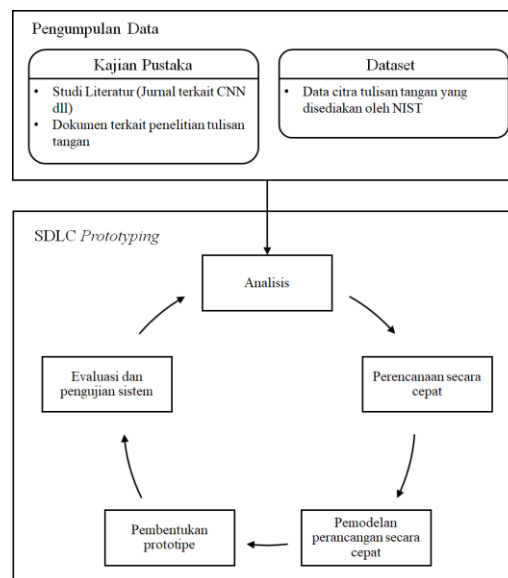 Pengumpulan Data
Kajian Pustaka
• Studi Literatur (Jurnal terkait CNN
dll)
• Dokumen terkait penelitian tulisan
tangan
Dataset
• Data citra tulisan tangan yang
disediakan oleh NIST
SDLC Prototyping
Analisis
Perencanaan secara
cepat
Pemodelan
perancangan secara
cepat
Pembentukan
prototipe
Evaluasi dan
pengujian sistem